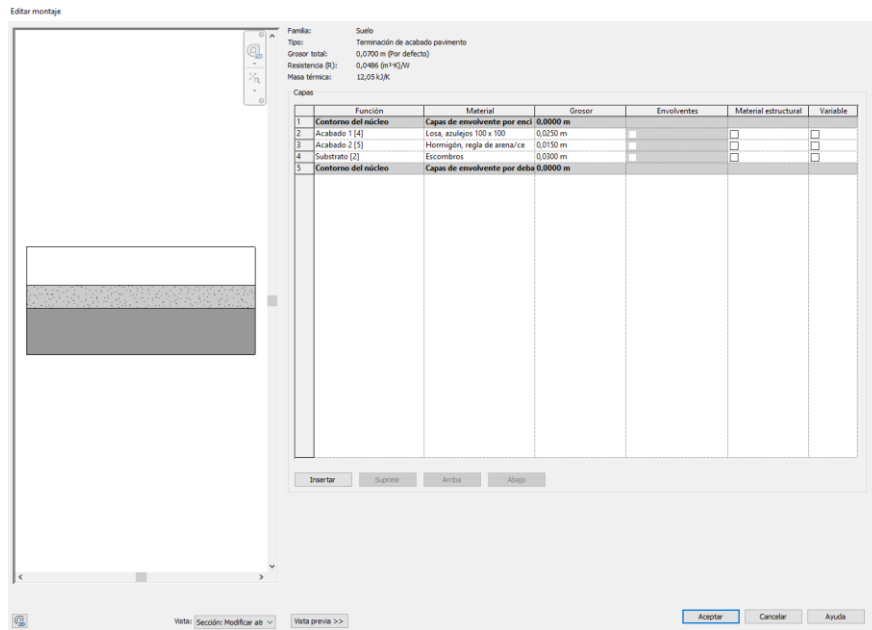 Editar montaje
Familia: Suelo
Tipo: Terminación de acabado pavimento
Grosor total: 0,0700 m (Por defecto)
Resistencia (R): 0,0486 (m²·K)/W
Masa térmica: 12,05 kJ/K
Capas
Función Material Grosor Envolventes Material estructural Variable
1 Contorno del núcleo Capas de envolvente por enci 0,0000 m
2 Acabado 1 [4] Losa, azulejos 100 x 100 0,0250 m
3 Acabado 2 [5] Hormigón, regla de arena/ce 0,0150 m
4 Substrato [2] Escombros 0,0300 m
5 Contorno del núcleo Capas de envolvente por deba 0,0000 m
Insertar Suprimir Arriba Abajo
Vista: Sección: Modificar atr Vista previa >> Aceptar Cancelar Ayuda